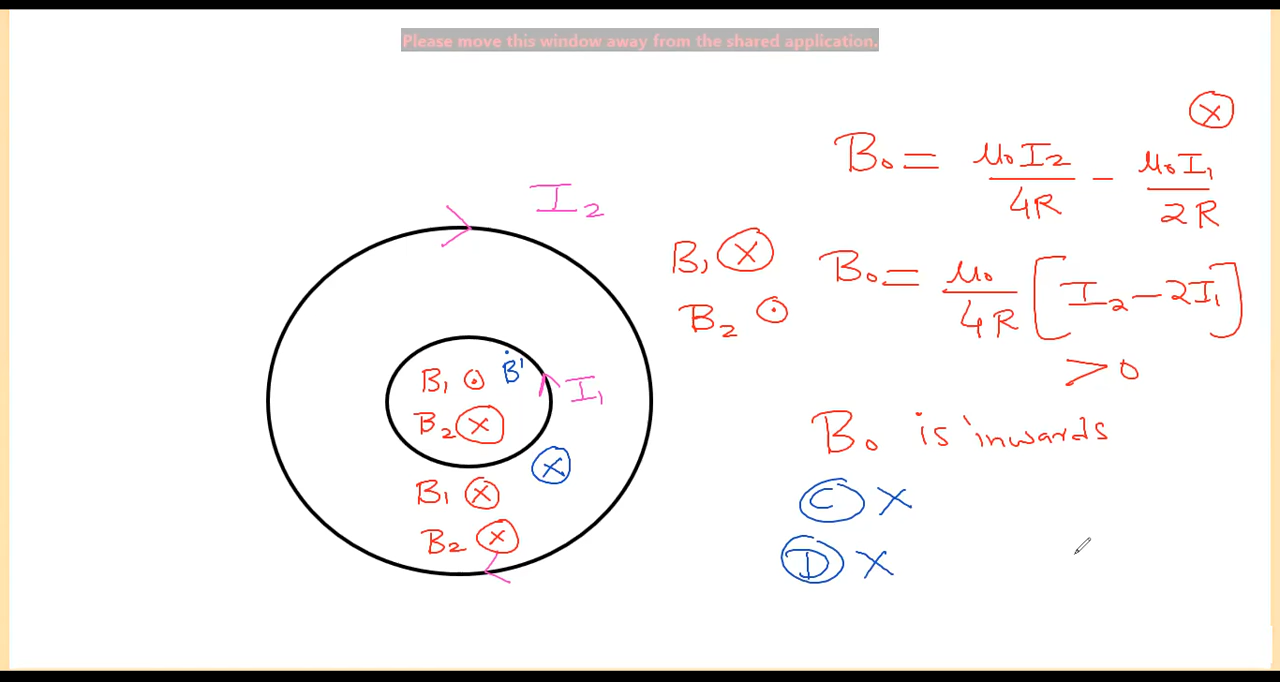 Please move this window away from the shared application.
I₂
I₁
B₁ ⊙ B'
B₂ ⊗
⊗
B₁ ⊗
B₂ ⊗
B₁ ⊗
B₂ ⊙
⊗
B₀ = μ₀I₂/4R - μ₀I₁/2R
B₀ = μ₀/4R [I₂ - 2I₁]
> 0
B₀ is inwards
Ⓒ X
Ⓓ X